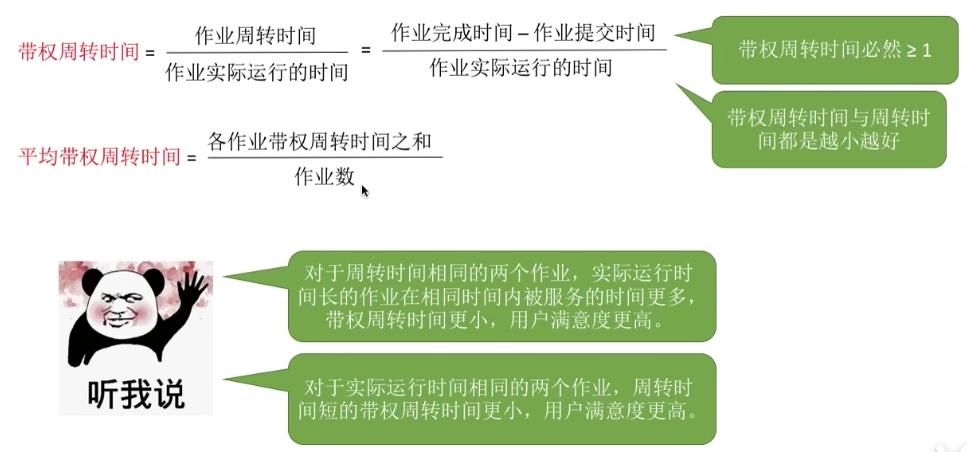 带权周转时间 = 作业周转时间 / 作业实际运行的时间 = 作业完成时间 – 作业提交时间 / 作业实际运行的时间
带权周转时间必然 ≥ 1
带权周转时间与周转时
间都是越小越好
平均带权周转时间 = 各作业带权周转时间之和 / 作业数
对于周转时间相同的两个作业，实际运行时
间长的作业在相同时间内被服务的时间更多，
带权周转时间更小，用户满意度更高。
听我说
对于实际运行时间相同的两个作业，周转时
间短的带权周转时间更小，用户满意度更高。